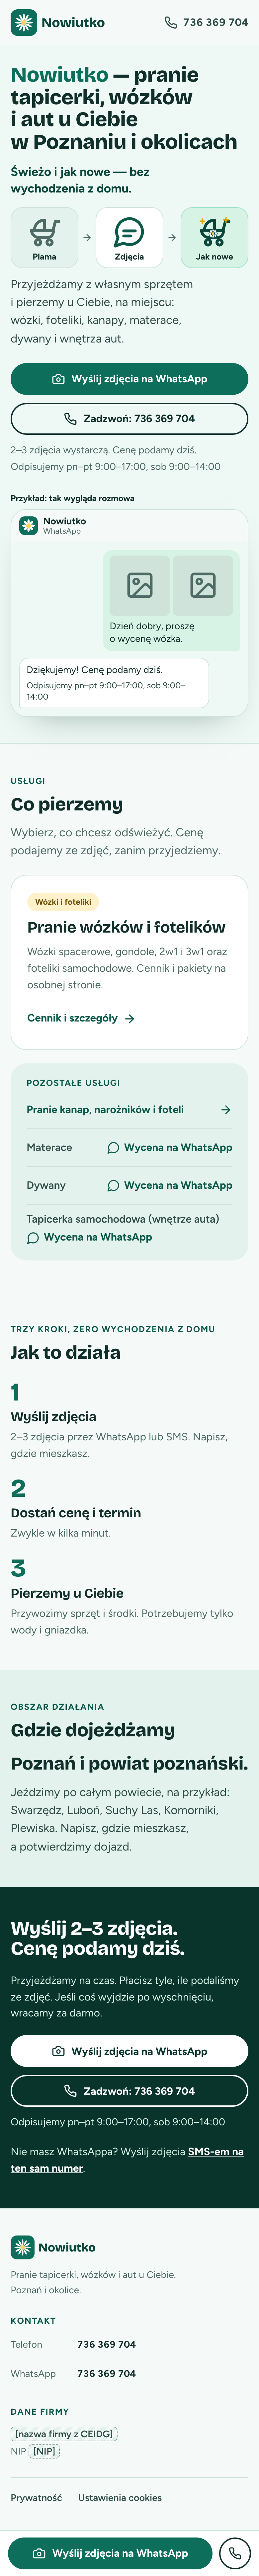 Nowiutko
736 369 704
Nowiutko — pranie
tapicerki, wózków
i aut u Ciebie
w Poznaniu i okolicach
Świeżo i jak nowe — bez
wychodzenia z domu.
Plama
Zdjęcia
Jak nowe
Przyjeżdżamy z własnym sprzętem
i pierzemy u Ciebie, na miejscu:
wózki, foteliki, kanapy, materace,
dywany i wnętrza aut.
Wyślij zdjęcia na WhatsApp
Zadzwoń: 736 369 704
2–3 zdjęcia wystarczą. Cenę podamy dziś.
Odpisujemy pn–pt 9:00–17:00, sob 9:00–14:00
Przykład: tak wygląda rozmowa
Nowiutko
WhatsApp
Dzień dobry, proszę
o wycenę wózka.
Dziękujemy! Cenę podamy dziś.
Odpisujemy pn–pt 9:00–17:00, sob 9:00–
14:00
USŁUGI
Co pierzemy
Wybierz, co chcesz odświeżyć. Cenę
podajemy ze zdjęć, zanim przyjedziemy.
Wózki i foteliki
Pranie wózków i fotelików
Wózki spacerowe, gondole, 2w1 i 3w1 oraz
foteliki samochodowe. Cennik i pakiety na
osobnej stronie.
Cennik i szczegóły
POZOSTAŁE USŁUGI
Pranie kanap, narożników i foteli
Materace
Wycena na WhatsApp
Dywany
Wycena na WhatsApp
Tapicerka samochodowa (wnętrze auta)
Wycena na WhatsApp
TRZY KROKI, ZERO WYCHODZENIA Z DOMU
Jak to działa
1
Wyślij zdjęcia
2–3 zdjęcia przez WhatsApp lub SMS. Napisz,
gdzie mieszkasz.
2
Dostań cenę i termin
Zwykle w kilka minut.
3
Pierzemy u Ciebie
Przywozimy sprzęt i środki. Potrzebujemy tylko
wody i gniazdka.
OBSZAR DZIAŁANIA
Gdzie dojeżdżamy
Poznań i powiat poznański.
Jeździmy po całym powiecie, na przykład:
Swarzędz, Luboń, Suchy Las, Komorniki,
Plewiska. Napisz, gdzie mieszkasz,
a potwierdzimy dojazd.
Wyślij 2–3 zdjęcia.
Cenę podamy dziś.
Przyjeżdżamy na czas. Płacisz tyle, ile podaliśmy
ze zdjęć. Jeśli coś wyjdzie po wyschnięciu,
wracamy za darmo.
Wyślij zdjęcia na WhatsApp
Zadzwoń: 736 369 704
Odpisujemy pn–pt 9:00–17:00, sob 9:00–14:00
Nie masz WhatsAppa? Wyślij zdjęcia SMS-em na
ten sam numer.
Nowiutko
Pranie tapicerki, wózków i aut u Ciebie.
Poznań i okolice.
KONTAKT
Telefon
736 369 704
WhatsApp
736 369 704
DANE FIRMY
[nazwa firmy z CEIDG]
NIP [NIP]
Prywatność
Ustawienia cookies
Wyślij zdjęcia na WhatsApp